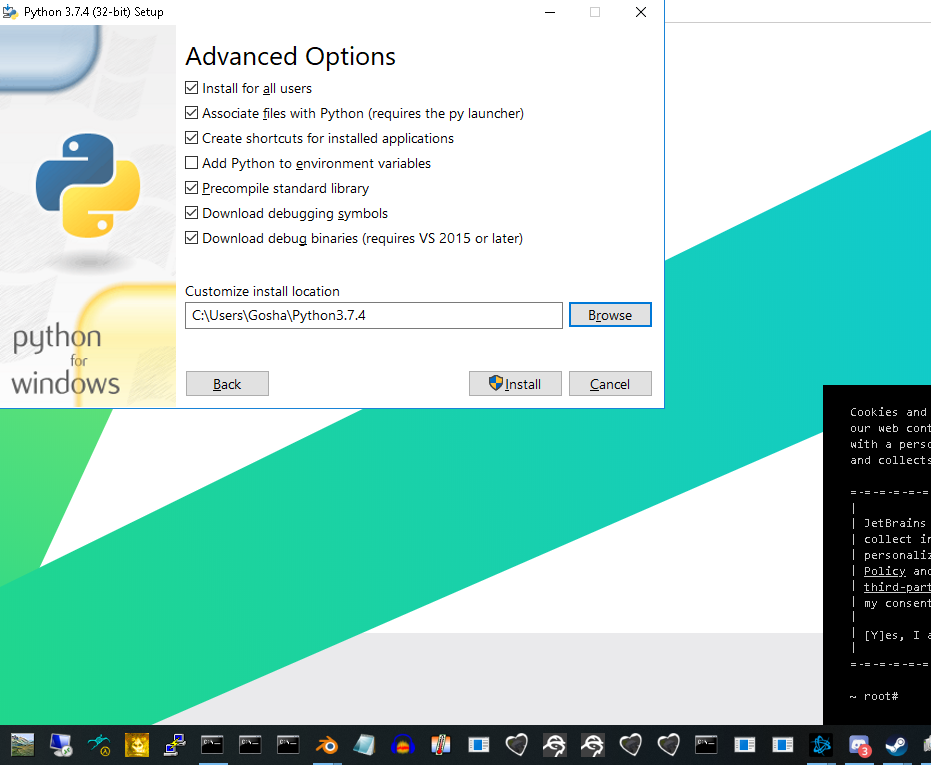 Python 3.7.4 (32-bit) Setup
Advanced Options
Install for all users
Associate files with Python (requires the py launcher)
Create shortcuts for installed applications
Add Python to environment variables
Precompile standard library
Download debugging symbols
Download debug binaries (requires VS 2015 or later)
Customize install location
C:\Users\Gosha\Python3.7.4
Browse
python
for
windows
Back
Install
Cancel
Cookies and
our web cont
with a perso
and collects
=-=-=-=-=-=
|
| JetBrains
| collect in
| personaliz
| Policy and
| third-part
| my consent
|
| [Y]es, I a
|
=-=-=-=-=-=
~ root#
3